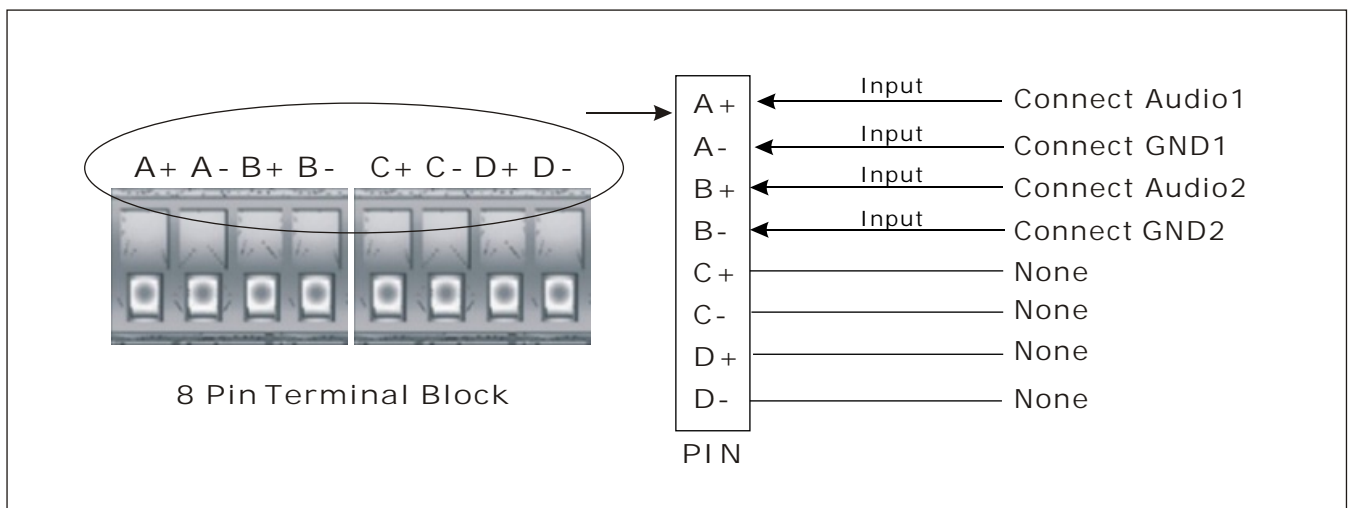 A+ A- B+ B- C+ C- D+ D-
8 Pin Terminal Block
A+ Input Connect Audio1
A- Input Connect GND1
B+ Input Connect Audio2
B- Input Connect GND2
C+ None
C- None
D+ None
D- None
PIN